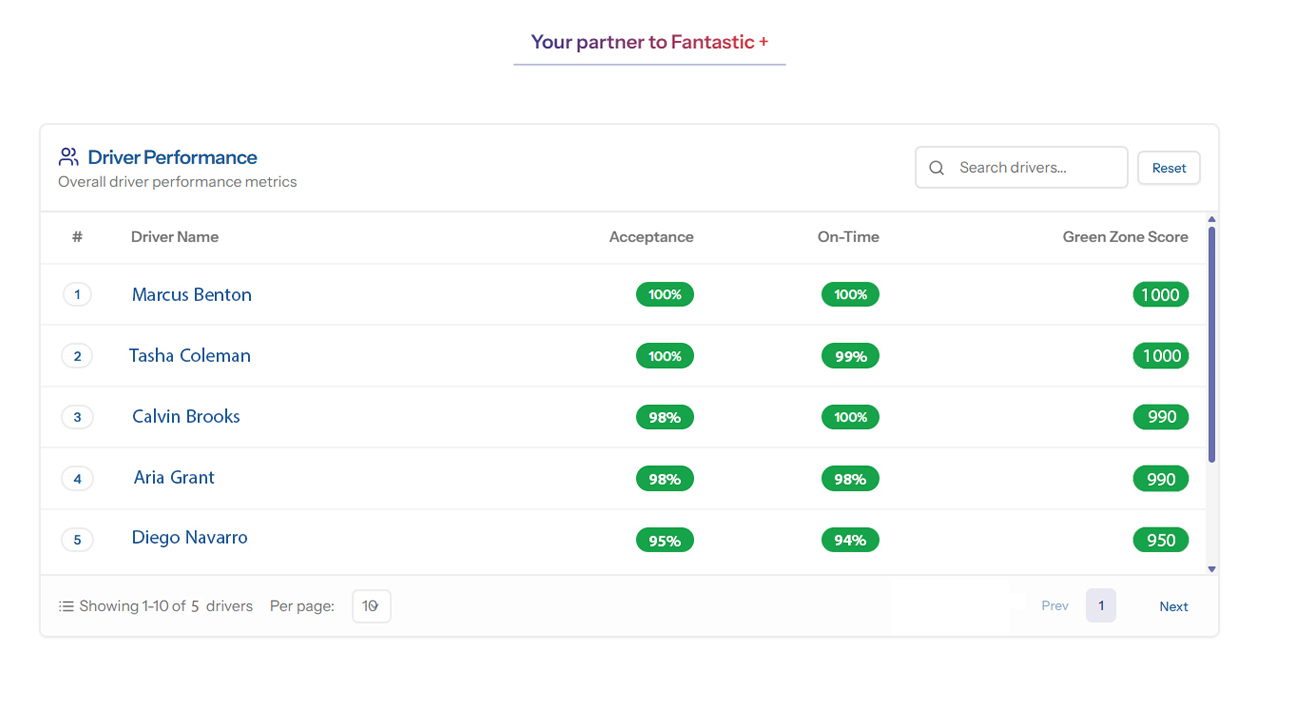 Your partner to Fantastic +
Driver Performance
Overall driver performance metrics
Search drivers...
Reset
# Driver Name Acceptance On-Time Green Zone Score
1 Marcus Benton 100% 100% 1000
2 Tasha Coleman 100% 99% 1000
3 Calvin Brooks 98% 100% 990
4 Aria Grant 98% 98% 990
5 Diego Navarro 95% 94% 950
Showing 1-10 of 5 drivers Per page: 10 Prev 1 Next